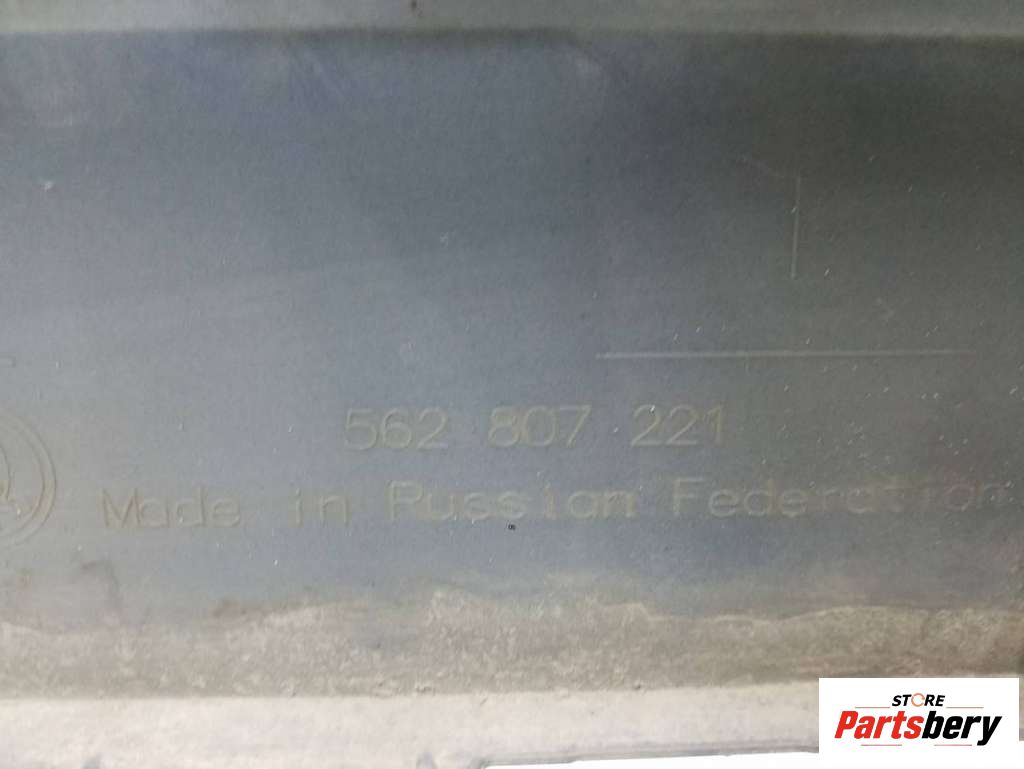 562 807 221
Made in Russian Federation
STORE
Partsbery